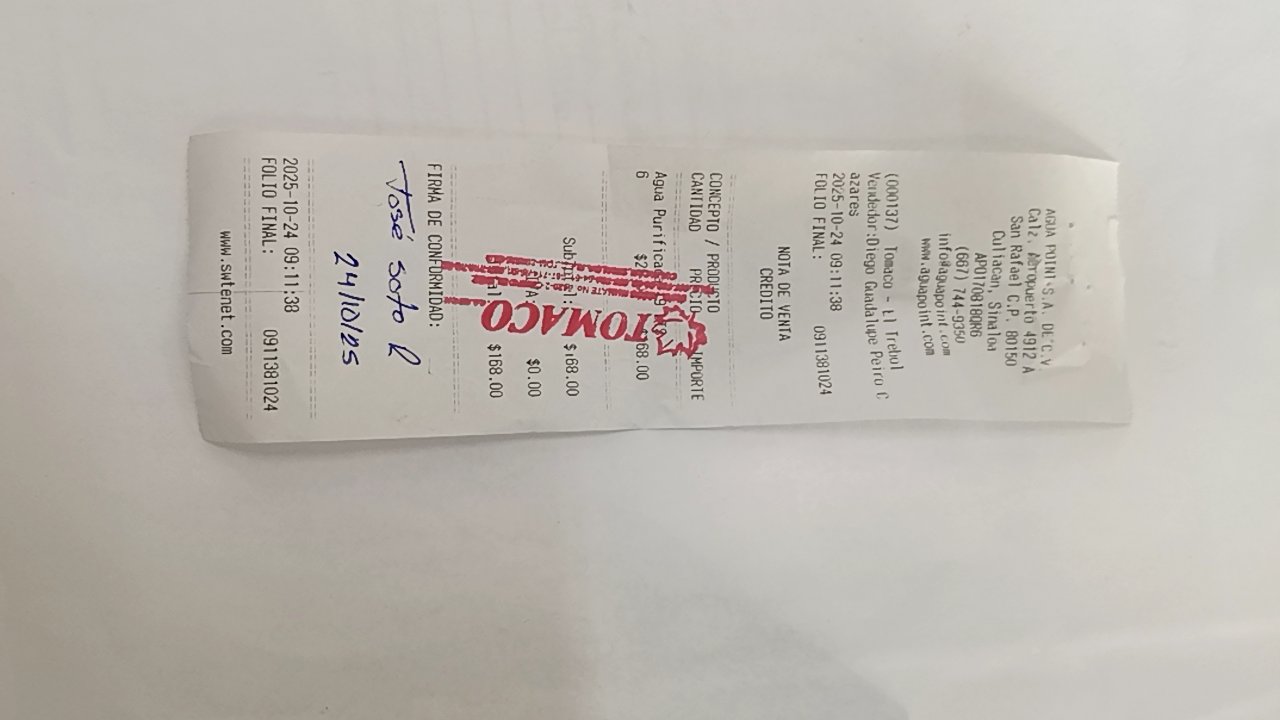 AGUA POINT S.A. DE C.V
Calz. Aeropuerto 4912 A
San Rafael C.P. 80150
Culiacan, Sinaloa
APO170818QR6
(667) 744-9350
info@aguapoint.com
www.aguapoint.com
(000137) Tomaco - El Trebol
Vendedor:Diego Guadalupe Peiro C
azares
2025-10-24 09:11:38
FOLIO FINAL: 0911381024
NOTA DE VENTA
CREDITO
CONCEPTO / PRODUCTO
CANTIDAD PRECIO IMPORTE
Agua Purifica
6 $168.00
Subtotal: $168.00
IVA: $0.00
Total $168.00
TOMACO
FIRMA DE CONFORMIDAD:
José Soto R
24/10/25
2025-10-24 09:11:38
FOLIO FINAL: 0911381024
www.swtenet.com